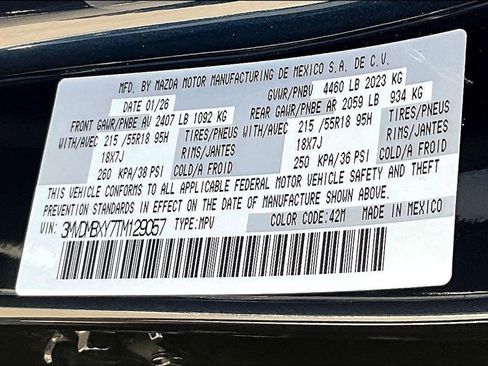 MFD. BY MAZDA MOTOR MANUFACTURING DE MEXICO S.A. DE C.V.
DATE 01/26 GVWR/PNBV 4460 LB 2023 KG
FRONT GAWR/PNBE AV 2407 LB 1092 KG REAR GAWR/PNBE AR 2059 LB 934 KG
WITH/AVEC 215 /55R18 95H TIRES/PNEUS WITH/AVEC 215 /55R18 95H TIRES/PNEUS
18X7J RIMS/JANTES 18X7J RIMS/JANTES
260 KPA/38 PSI COLD/A FROID 250 KPA/36 PSI COLD/A FROID
THIS VEHICLE CONFORMS TO ALL APPLICABLE FEDERAL MOTOR VEHICLE SAFETY AND THEFT
PREVENTION STANDARDS IN EFFECT ON THE DATE OF MANUFACTURE SHOWN ABOVE.
VIN: 3MVDMBXY7TM129057 TYPE:MPV COLOR CODE:42M MADE IN MEXICO